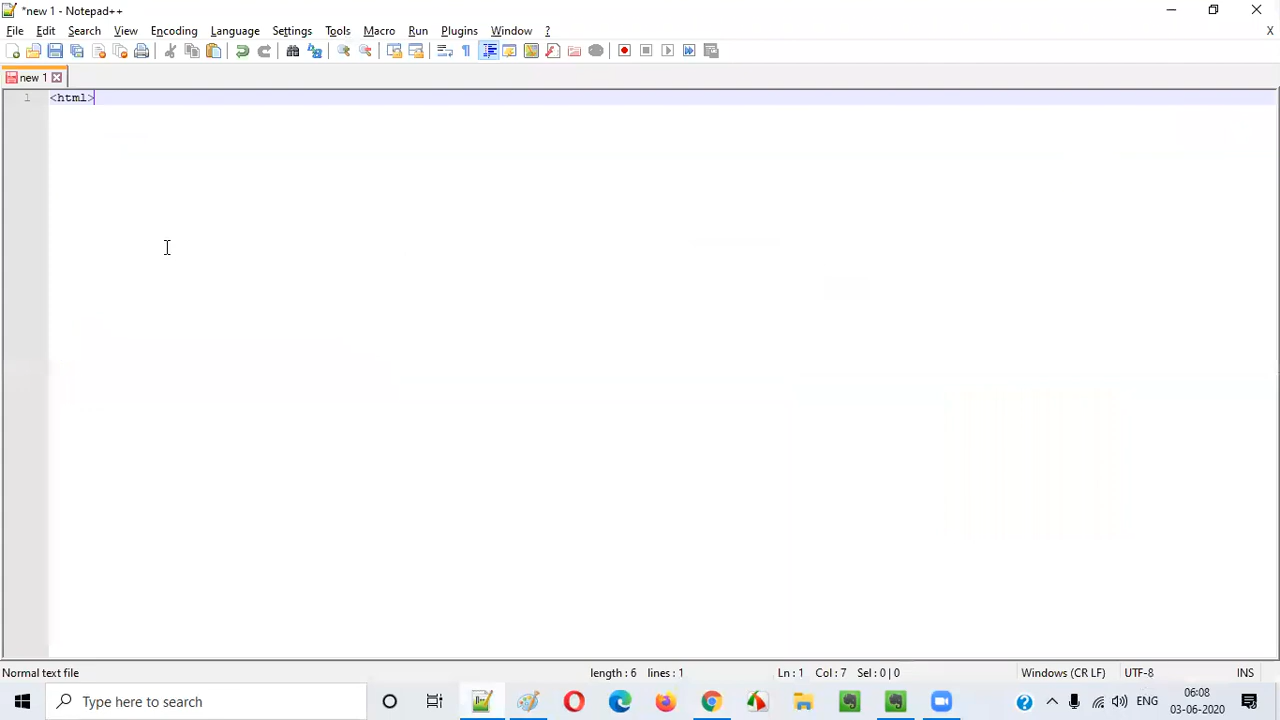 *new 1 - Notepad++
File Edit Search View Encoding Language Settings Tools Macro Run Plugins Window ? X
new 1
1 <html>
Normal text file length : 6 lines : 1 Ln : 1 Col : 7 Sel : 0 | 0 Windows (CR LF) UTF-8 INS
Type here to search ENG 06:08
03-06-2020